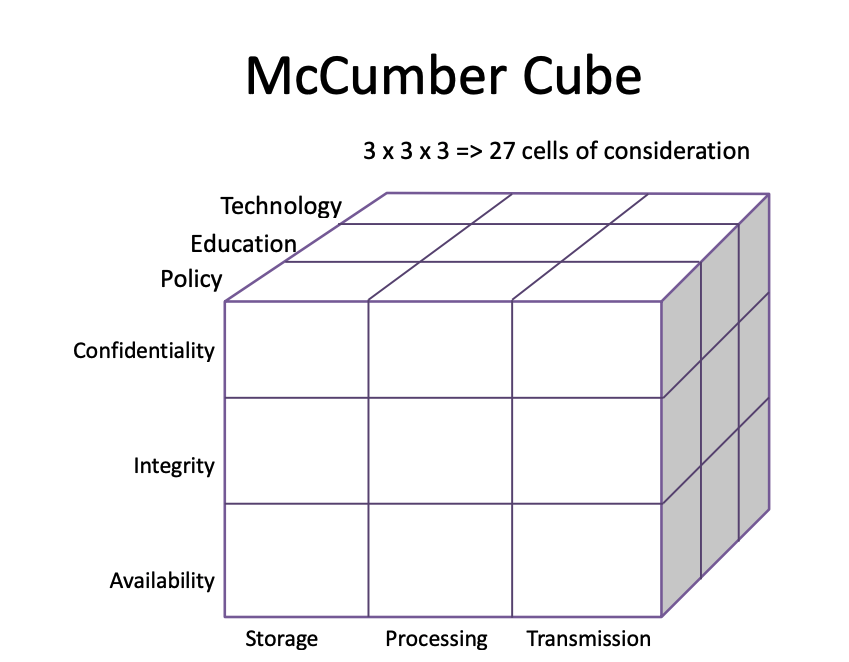 McCumber Cube
3 x 3 x 3 => 27 cells of consideration
Technology
Education
Policy
Confidentiality
Integrity
Availability
Storage Processing Transmission